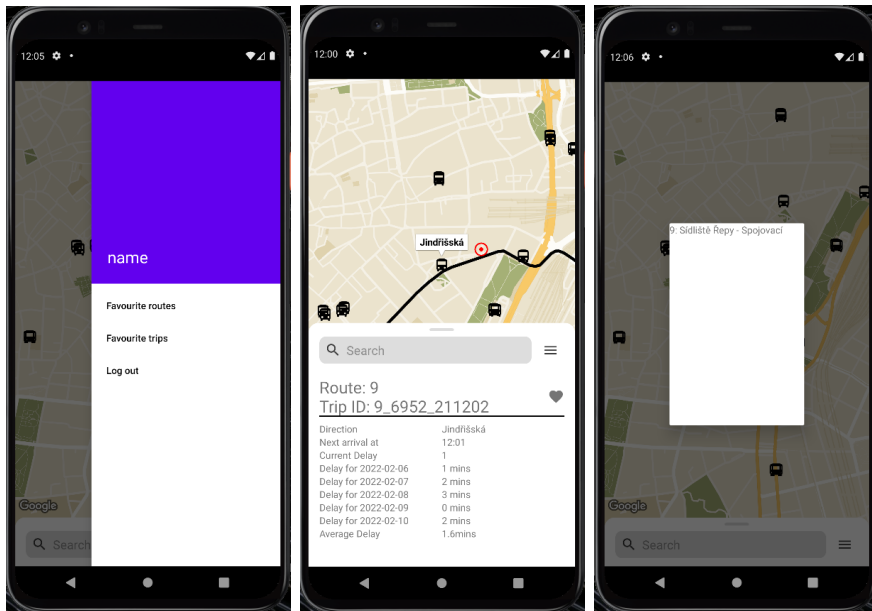 12:05
name
Favourite routes
Favourite trips
Log out
Google
Search
12:00
Jindřišská
Search
Route: 9
Trip ID: 9_6952_211202
Direction Jindřišská
Next arrival at 12:01
Current Delay 1
Delay for 2022-02-06 1 mins
Delay for 2022-02-07 2 mins
Delay for 2022-02-08 3 mins
Delay for 2022-02-09 0 mins
Delay for 2022-02-10 2 mins
Average Delay 1.6mins
12:06
9: Sídliště Řepy - Spojovací
Google
Search